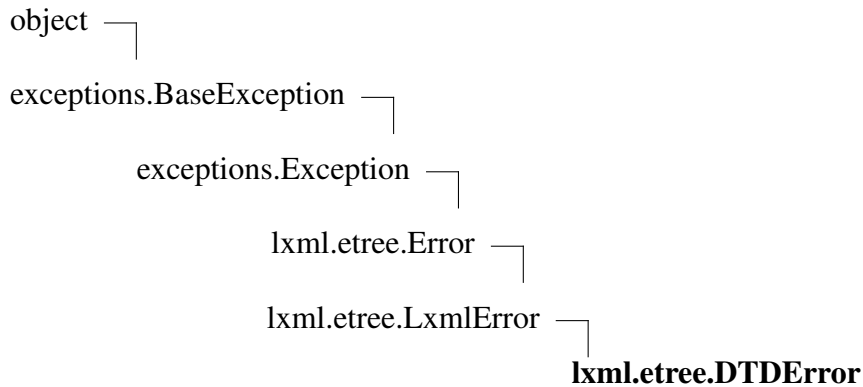 object
exceptions.BaseException
exceptions.Exception
lxml.etree.Error
lxml.etree.LxmlError
lxml.etree.DTDError